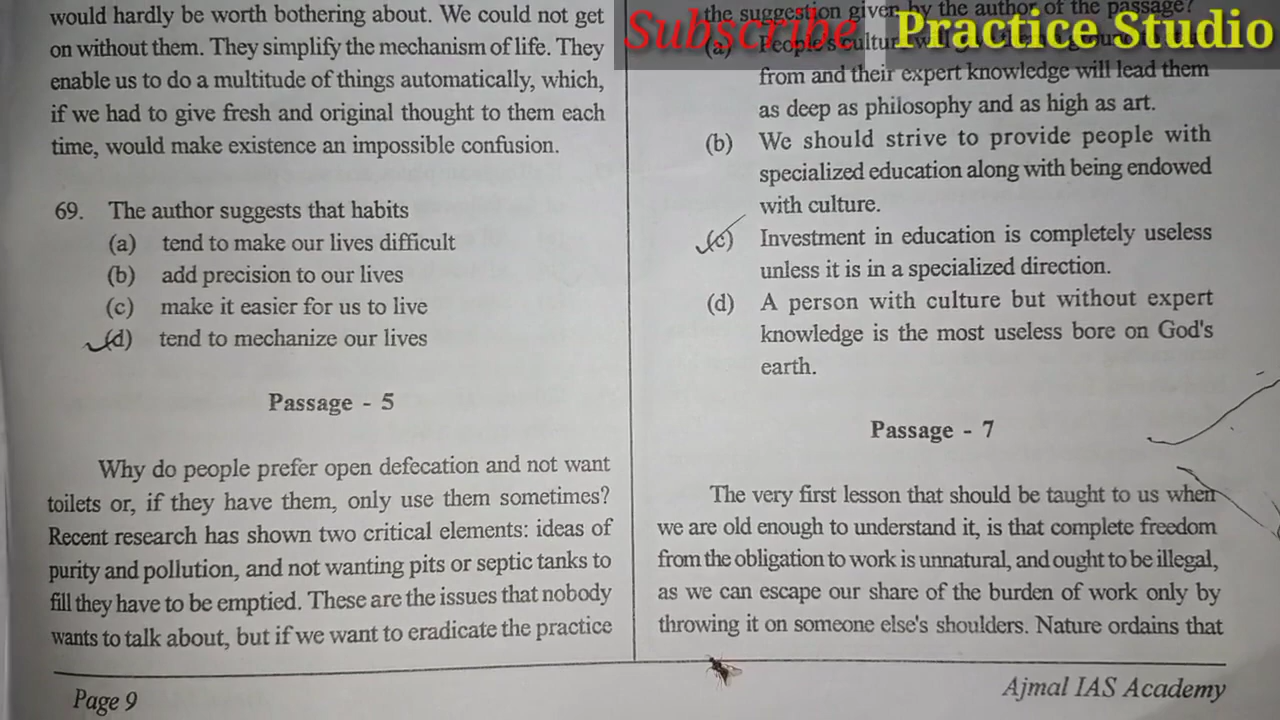 would hardly be worth bothering about. We could not get
on without them. They simplify the mechanism of life. They
enable us to do a multitude of things automatically, which,
if we had to give fresh and original thought to them each
time, would make existence an impossible confusion.
69. The author suggests that habits
(a) tend to make our lives difficult
(b) add precision to our lives
(c) make it easier for us to live
(d) tend to mechanize our lives
Passage - 5
Why do people prefer open defecation and not want
toilets or, if they have them, only use them sometimes?
Recent research has shown two critical elements: ideas of
purity and pollution, and not wanting pits or septic tanks to
fill they have to be emptied. These are the issues that nobody
wants to talk about, but if we want to eradicate the practice
Page 9
Subscribe Practice Studio
the suggestion given by the author of the passage?
(a) People's culture will
from and their expert knowledge will lead them
as deep as philosophy and as high as art.
(b) We should strive to provide people with
specialized education along with being endowed
with culture.
(c) Investment in education is completely useless
unless it is in a specialized direction.
(d) A person with culture but without expert
knowledge is the most useless bore on God's
earth.
Passage - 7
The very first lesson that should be taught to us when
we are old enough to understand it, is that complete freedom
from the obligation to work is unnatural, and ought to be illegal,
as we can escape our share of the burden of work only by
throwing it on someone else's shoulders. Nature ordains that
Ajmal IAS Academy